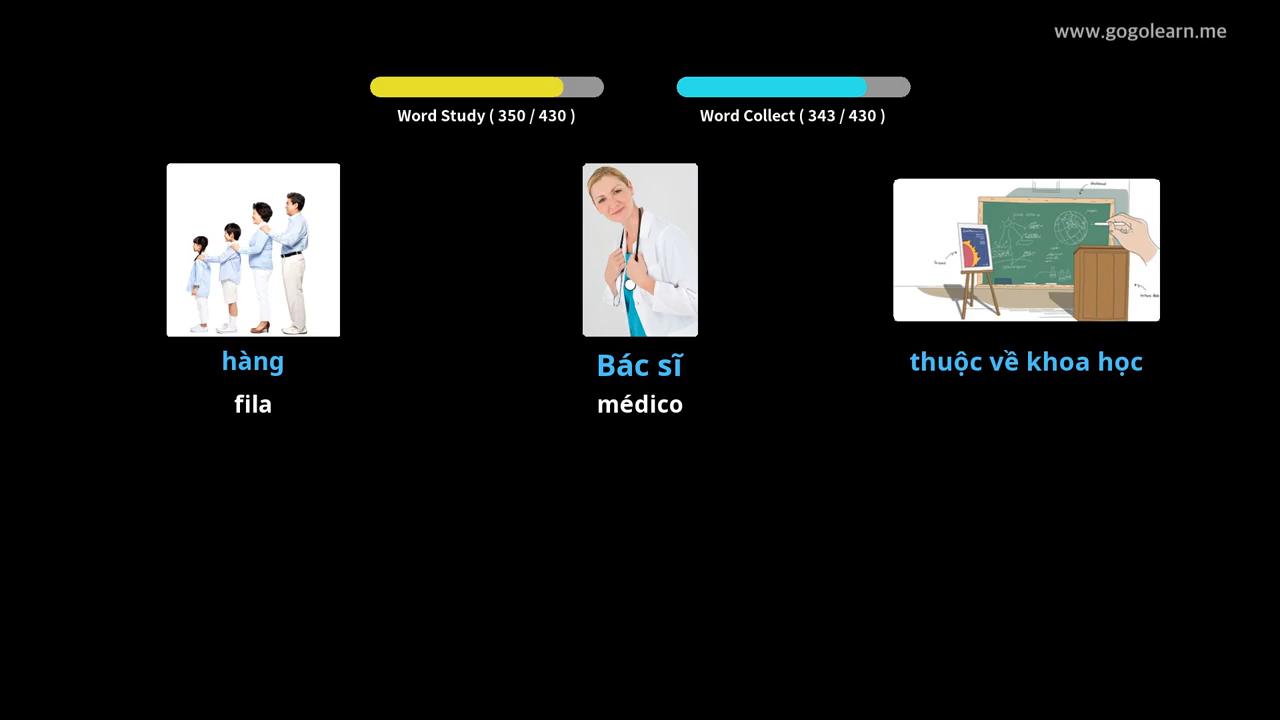 www.gogolearn.me
Word Study ( 350 / 430 )
Word Collect ( 343 / 430 )
hàng
Bác sĩ
thuộc về khoa học
fila
médico